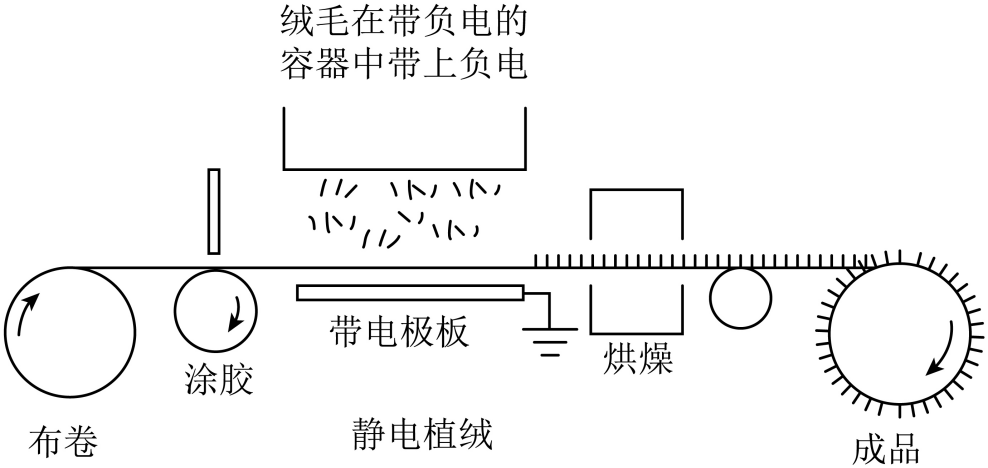 绒毛在带负电的
容器中带上负电
带电极板
烘燥
涂胶
布卷
静电植绒
成品